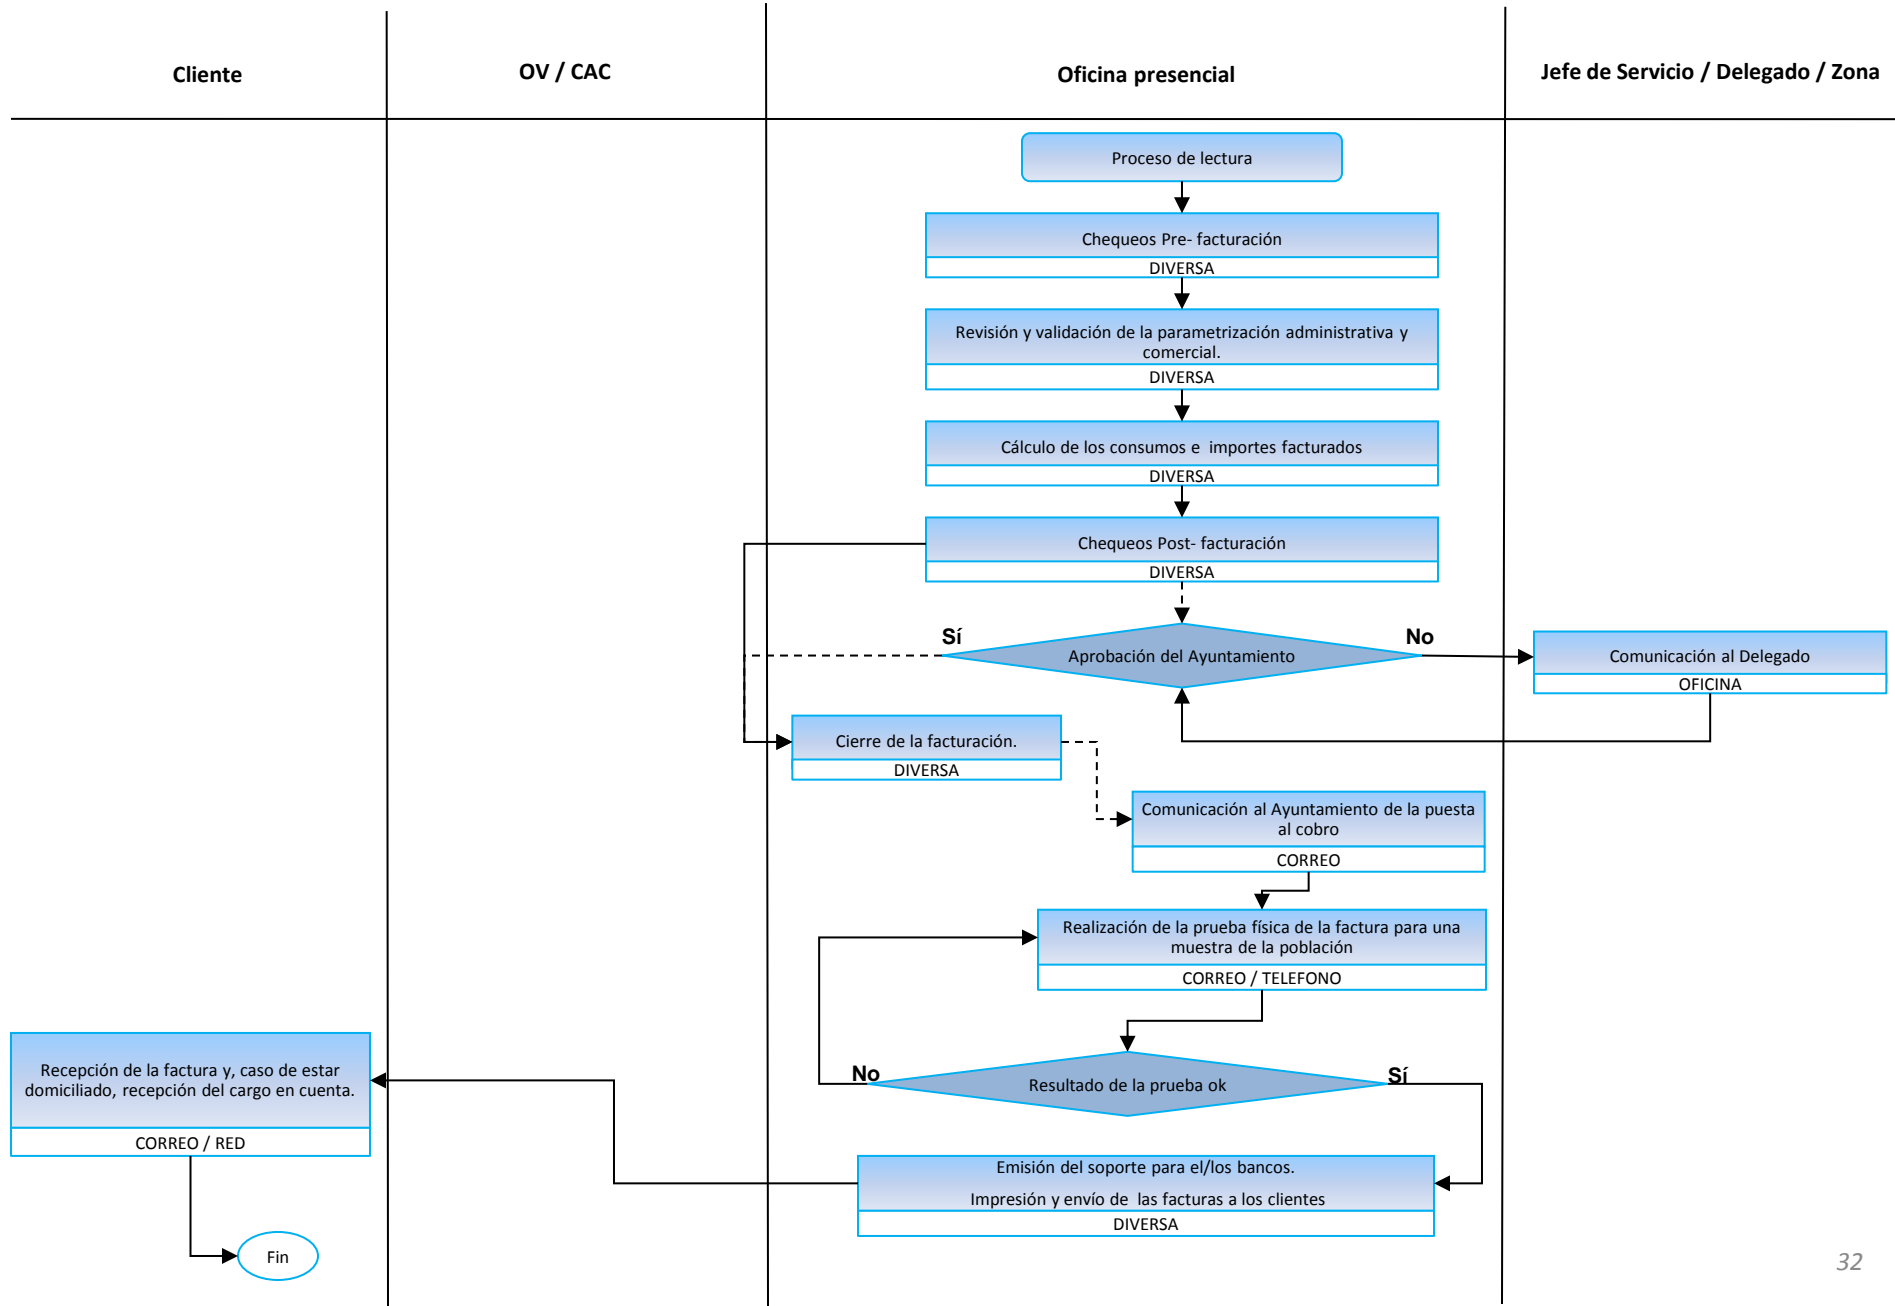 Cliente
OV / CAC
Oficina presencial
Jefe de Servicio / Delegado / Zona
Proceso de lectura
Chequeos Pre- facturación
DIVERSA
Revisión y validación de la parametrización administrativa y
comercial.
DIVERSA
Cálculo de los consumos e  importes facturados
DIVERSA
Chequeos Post- facturación
DIVERSA
Sí
Aprobación del Ayuntamiento
No
Comunicación al Delegado
OFICINA
Cierre de la facturación.
DIVERSA
Comunicación al Ayuntamiento de la puesta
al cobro
CORREO
Realización de la prueba física de la factura para una
muestra de la población
CORREO / TELEFONO
No
Resultado de la prueba ok
Sí
Recepción de la factura y, caso de estar
domiciliado, recepción del cargo en cuenta.
CORREO / RED
Emisión del soporte para el/los bancos.
Impresión y envío de  las facturas a los clientes
DIVERSA
Fin
32